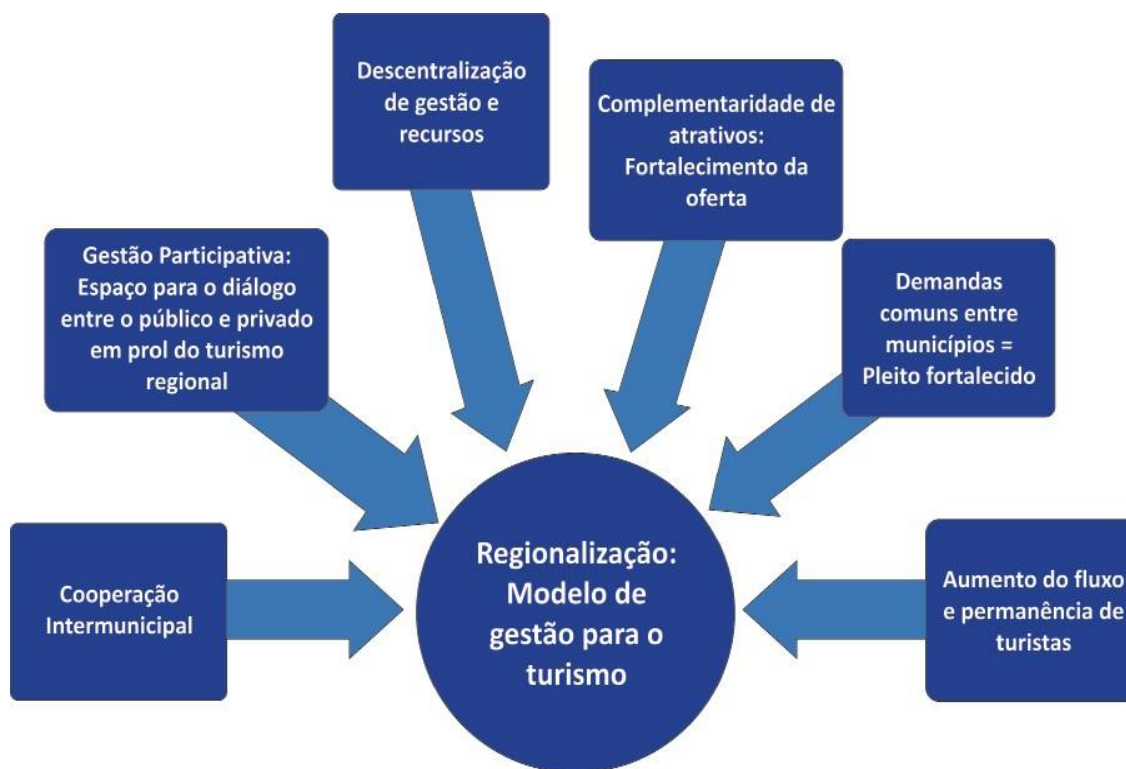 Descentralização
de gestão e
recursos
Complementaridade de
atrativos:
Fortalecimento da
oferta
Gestão Participativa:
Espaço para o diálogo
entre o público e privado
em prol do turismo
regional
Demandas
comuns entre
municípios =
Pleito fortalecido
Cooperação
Intermunicipal
Regionalização:
Modelo de
gestão para o
turismo
Aumento do fluxo
e permanência de
turistas